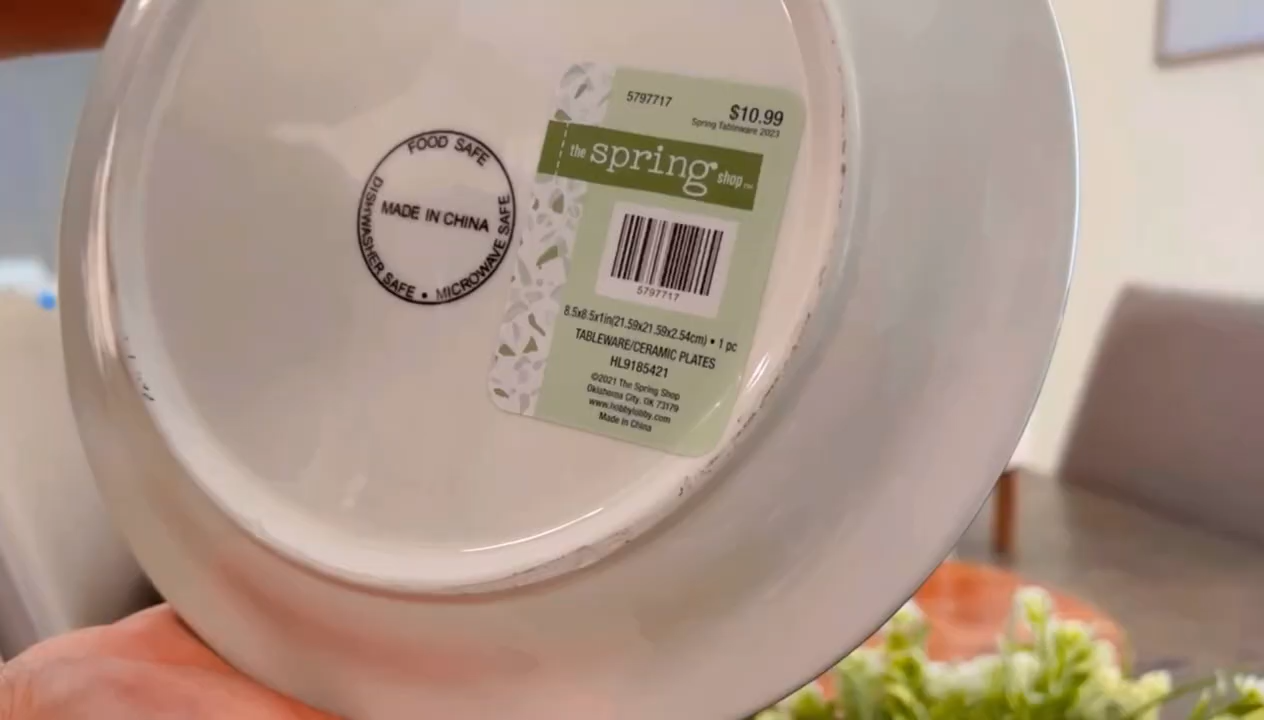 FOOD SAFE
MADE IN CHINA
DISHWASHER SAFE • MICROWAVE SAFE
5797717
$10.99
Spring Tableware 2023
the spring shop™
5797717
8.5x8.5x1in(21.59x21.59x2.54cm) • 1 pc
TABLEWARE/CERAMIC PLATES
HL9185421
©2021 The Spring Shop
Oklahoma City, OK 73179
www.hobbylobby.com
Made in China